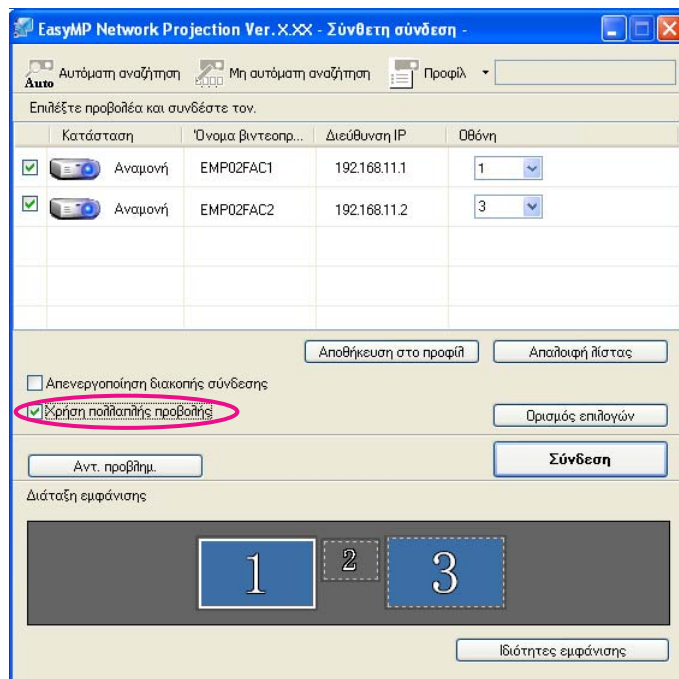 EasyMP Network Projection Ver.X.XX - Σύνθετη σύνδεση -
Auto Αυτόματη αναζήτηση Μη αυτόματη αναζήτηση Προφίλ
Επιλέξτε προβολέα και συνδέστε τον.
Κατάσταση Όνομα βιντεοπρ... Διεύθυνση IP Οθόνη
Αναμονή EMP02FAC1 192.168.11.1 1
Αναμονή EMP02FAC2 192.168.11.2 3
Αποθήκευση στο προφίλ Απαλοιφή λίστας
Απενεργοποίηση διακοπής σύνδεσης
Χρήση πολλαπλής προβολής Ορισμός επιλογών
Αντ. προβλημ. Σύνδεση
Διάταξη εμφάνισης
1 2 3
Ιδιότητες εμφάνισης